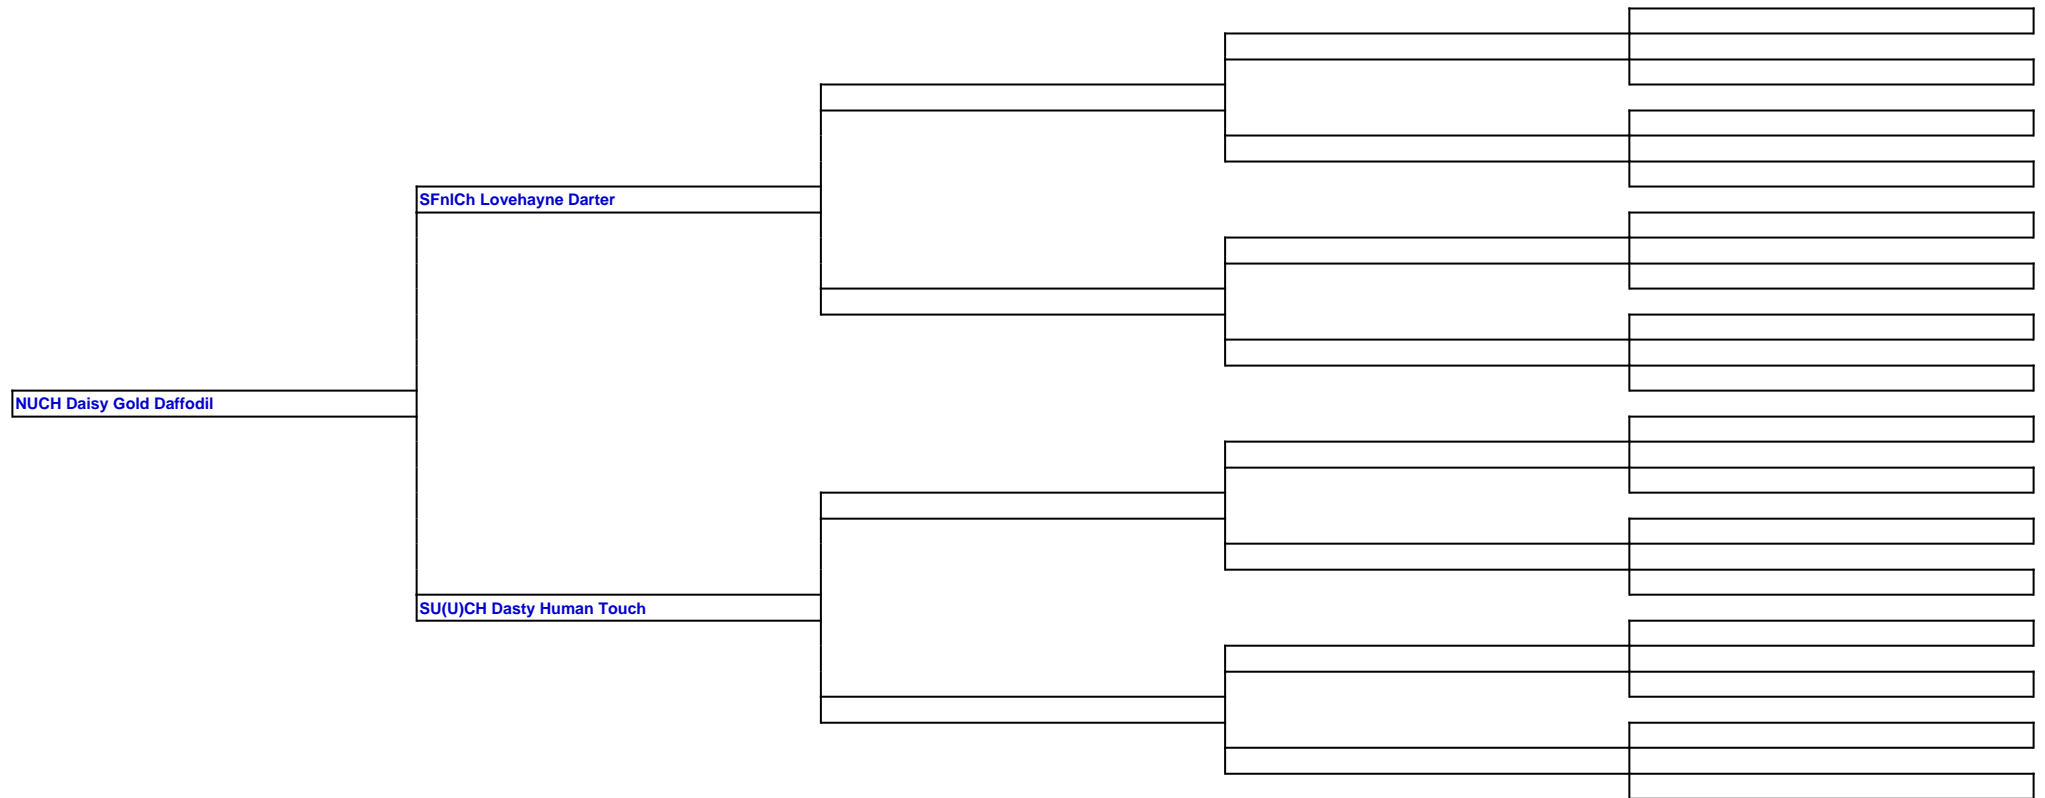 SFnlCh Lovehayne Darter
NUCH Daisy Gold Daffodil
SU(U)CH Dasty Human Touch